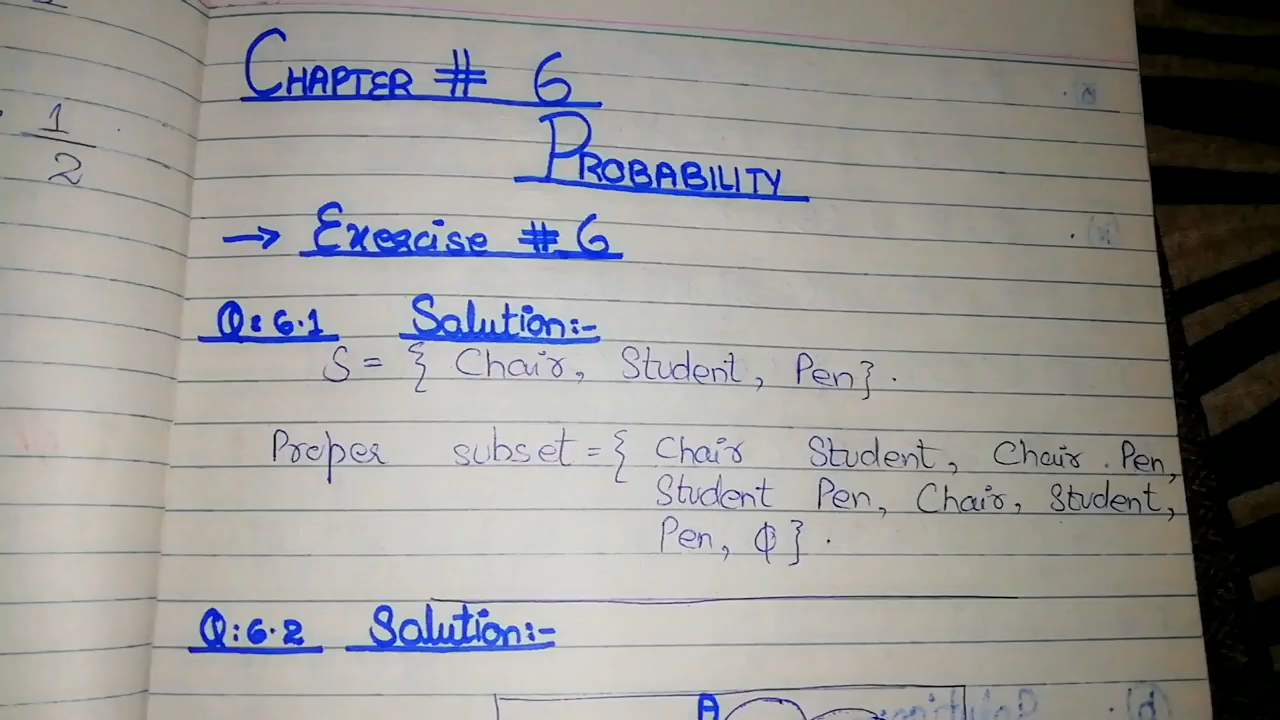 CHAPTER # 6
PROBABILITY
→ Exercise # 6
1
2
Q: 6.1 Solution:-
S = { Chair, Student, Pen}.
Proper subset = { Chair Student, Chair Pen,
Student Pen, Chair, Student,
Pen, φ}.
Q: 6.2 Solution:-
A